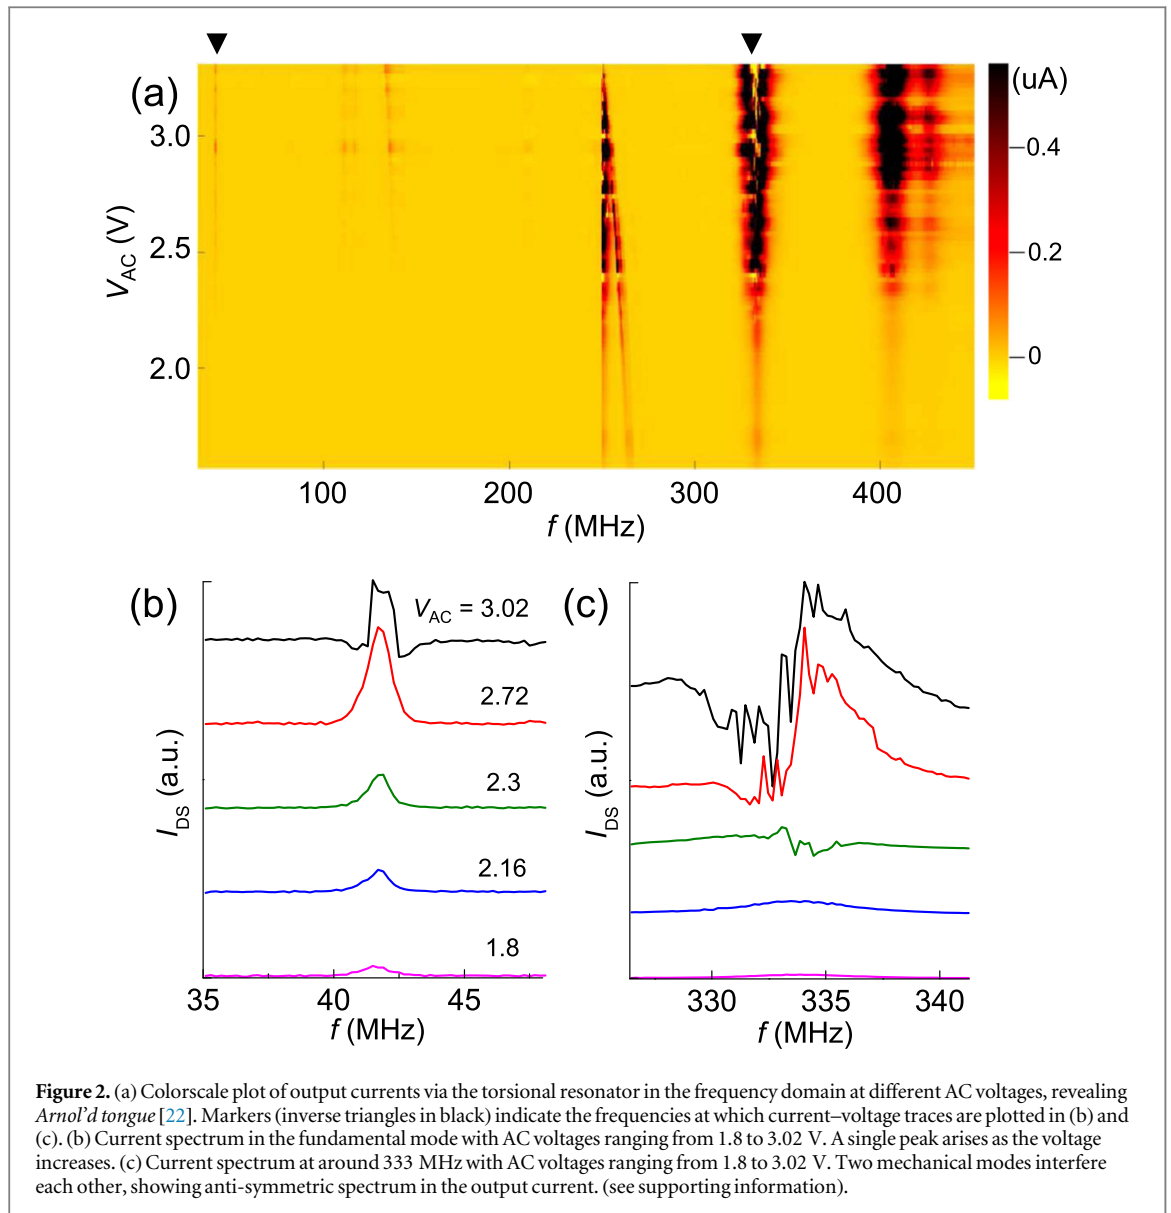 (a)
(uA)
3.0
0.4
V_AC (V)
2.5
0.2
2.0
0
100 200 300 400
f (MHz)
(b)
V_AC = 3.02
2.72
2.3
2.16
1.8
I_DS (a.u.)
35 40 45
f (MHz)
(c)
I_DS (a.u.)
330 335 340
f (MHz)
Figure 2. (a) Colorscale plot of output currents via the torsional resonator in the frequency domain at different AC voltages, revealing
Arnol’d tongue [22]. Markers (inverse triangles in black) indicate the frequencies at which current–voltage traces are plotted in (b) and
(c). (b) Current spectrum in the fundamental mode with AC voltages ranging from 1.8 to 3.02 V. A single peak arises as the voltage
increases. (c) Current spectrum at around 333 MHz with AC voltages ranging from 1.8 to 3.02 V. Two mechanical modes interfere
each other, showing anti-symmetric spectrum in the output current. (see supporting information).